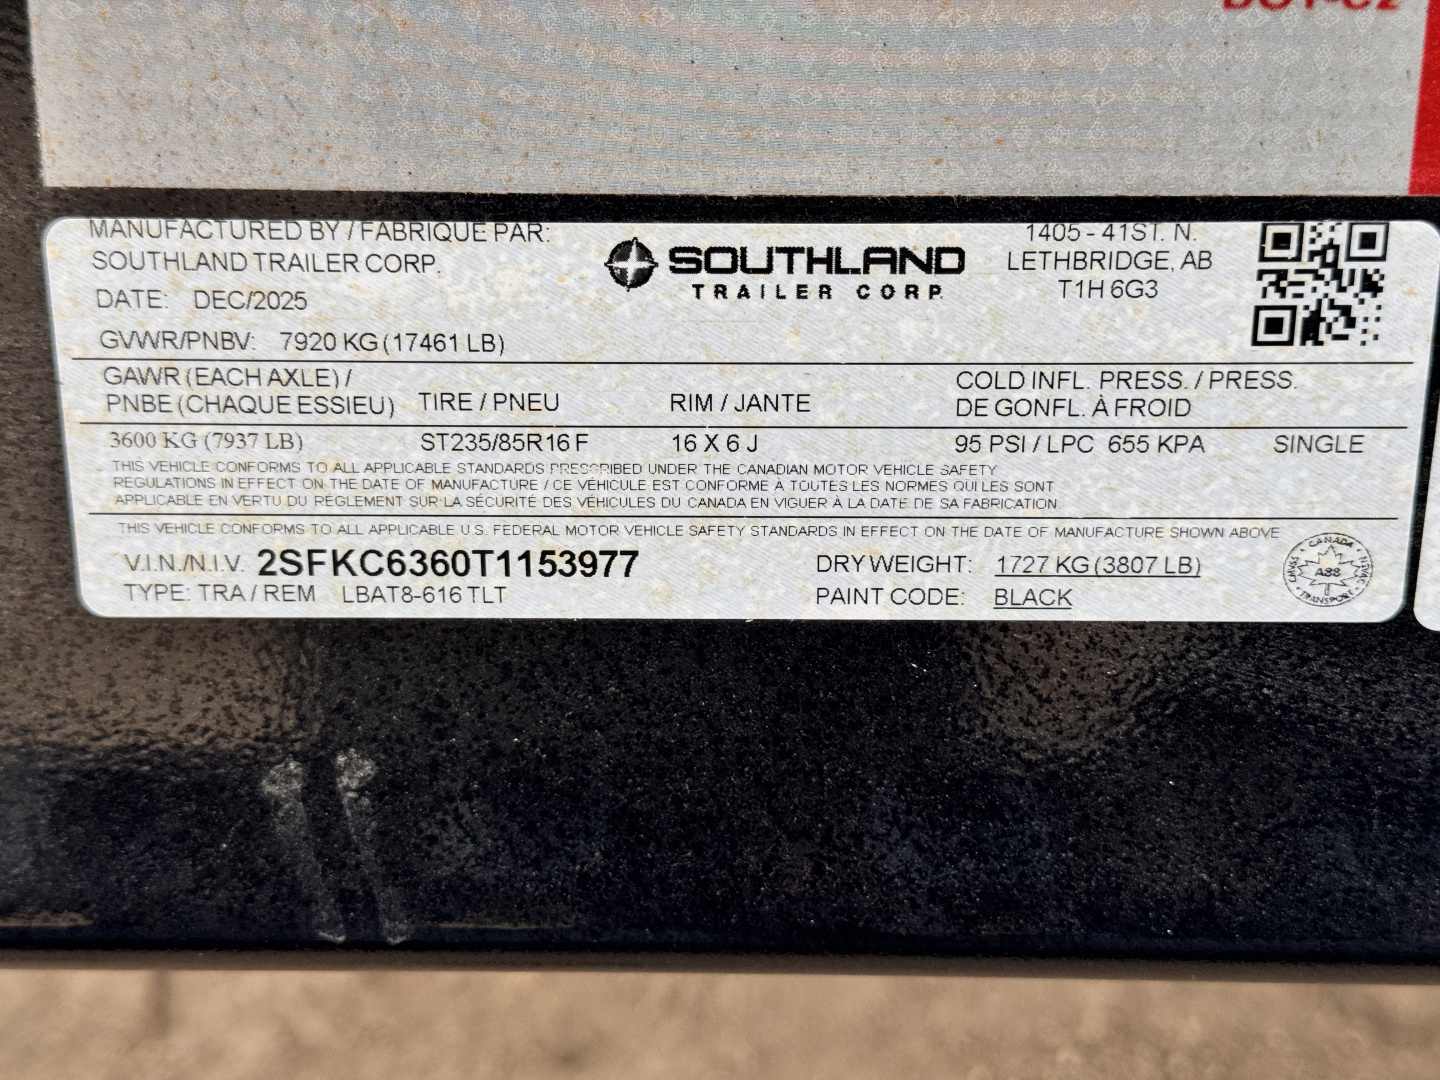 MANUFACTURED BY / FABRIQUE PAR:
SOUTHLAND TRAILER CORP.
DATE: DEC/2025
GVWR/PNBV: 7920 KG (17461 LB)
SOUTHLAND
TRAILER CORP.
1405 - 41ST. N.
LETHBRIDGE, AB
T1H 6G3
GAWR (EACH AXLE) /
PNBE (CHAQUE ESSIEU) TIRE / PNEU RIM / JANTE
COLD INFL. PRESS. / PRESS.
DE GONFL. À FROID
3600 KG (7937 LB) ST235/85R16 F 16 X 6 J 95 PSI / LPC 655 KPA SINGLE
THIS VEHICLE CONFORMS TO ALL APPLICABLE STANDARDS PRESCRIBED UNDER THE CANADIAN MOTOR VEHICLE SAFETY
REGULATIONS IN EFFECT ON THE DATE OF MANUFACTURE / CE VÉHICULE EST CONFORME À TOUTES LES NORMES QUI LES SONT
APPLICABLE EN VERTU DU RÈGLEMENT SUR LA SÉCURITÉ DES VÉHICULES DU CANADA EN VIGUER À LA DATE DE SA FABRICATION.
THIS VEHICLE CONFORMS TO ALL APPLICABLE U.S. FEDERAL MOTOR VEHICLE SAFETY STANDARDS IN EFFECT ON THE DATE OF MANUFACTURE SHOWN ABOVE
V.I.N./N.I.V. 2SFKC6360T1153977
TYPE: TRA / REM LBAT8-616 TLT
DRY WEIGHT: 1727 KG (3807 LB)
PAINT CODE: BLACK
CANADA
A88
TRANSPORT